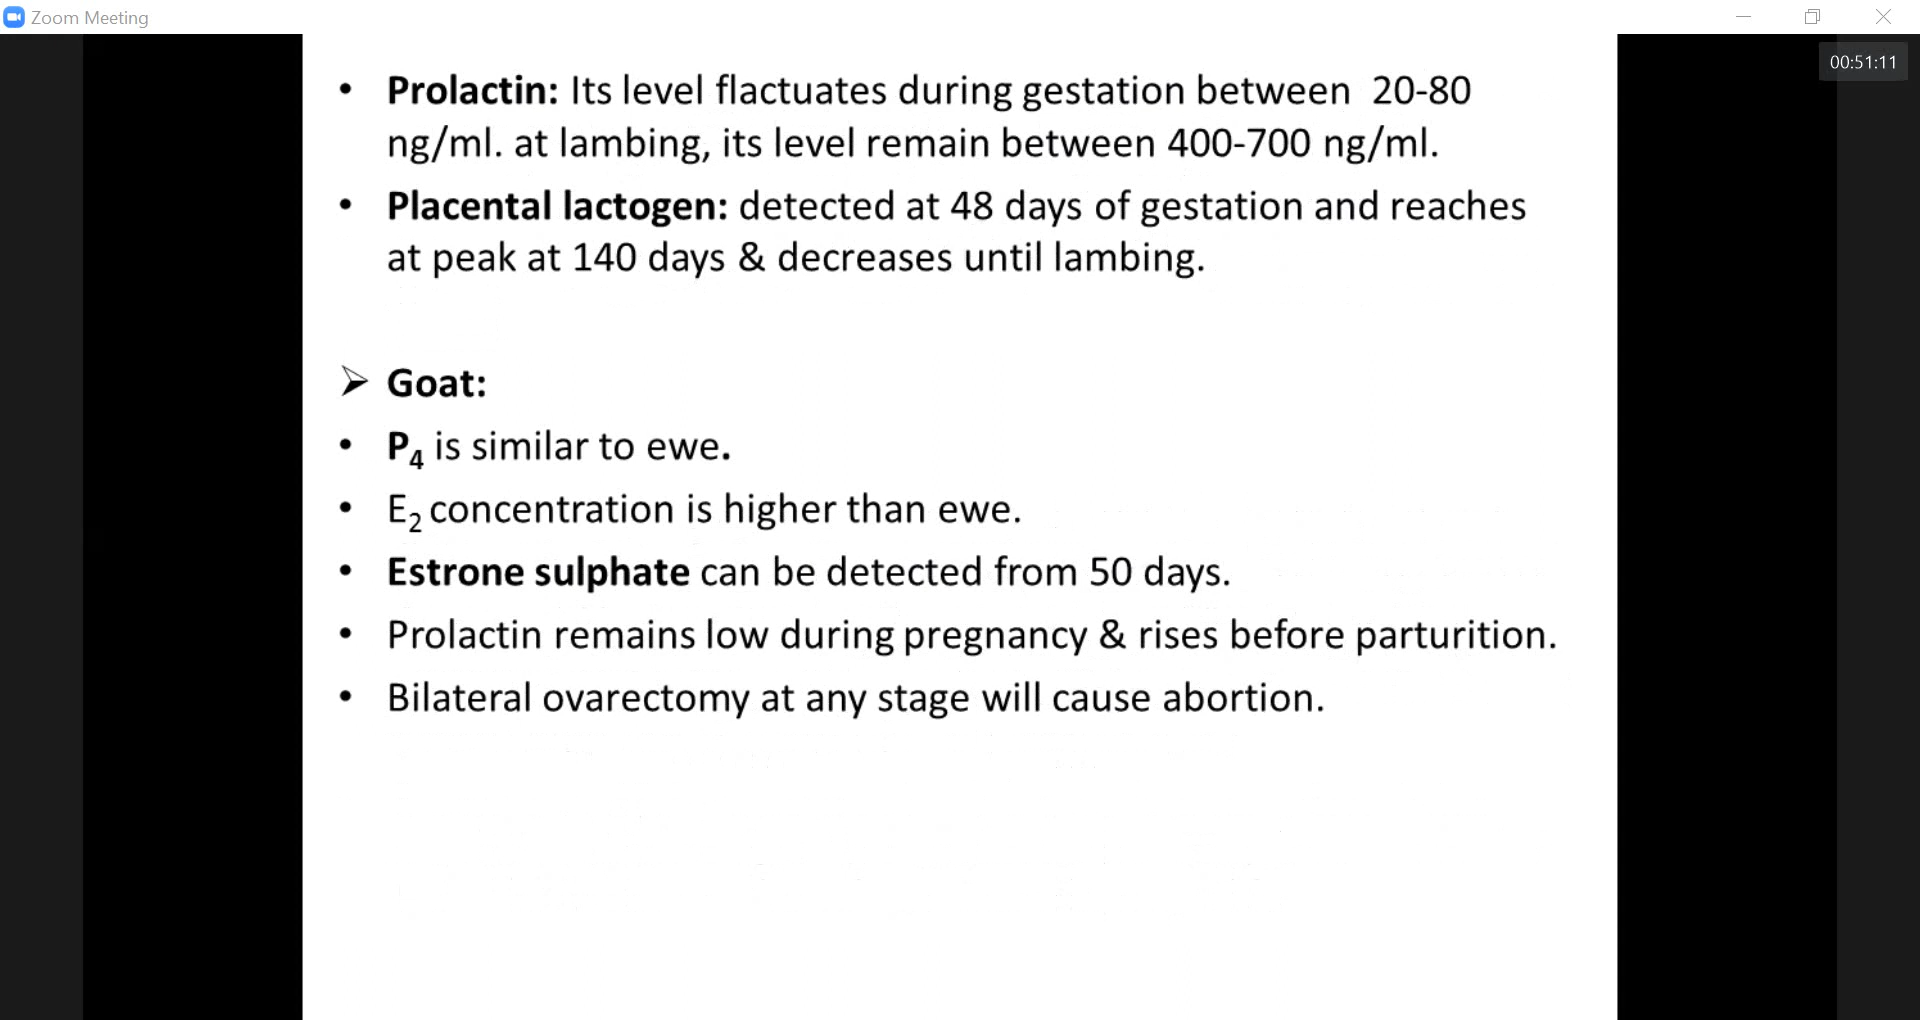 Zoom Meeting
00:51:11
• Prolactin: Its level flactuates during gestation between 20-80
ng/ml. at lambing, its level remain between 400-700 ng/ml.
• Placental lactogen: detected at 48 days of gestation and reaches
at peak at 140 days & decreases until lambing.
➢ Goat:
• P₄ is similar to ewe.
• E₂ concentration is higher than ewe.
• Estrone sulphate can be detected from 50 days.
• Prolactin remains low during pregnancy & rises before parturition.
• Bilateral ovarectomy at any stage will cause abortion.